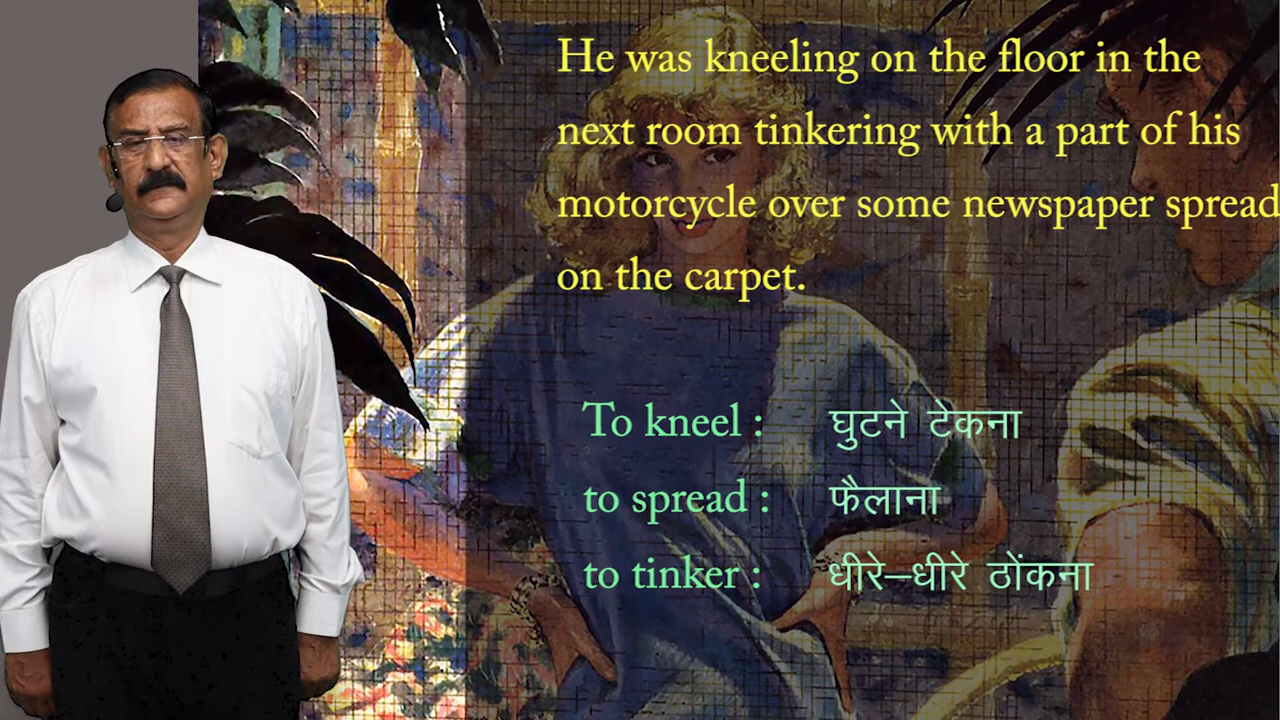 He was kneeling on the floor in the
next room tinkering with a part of his
motorcycle over some newspaper spread
on the carpet.
To kneel : घुटने टेकना
to spread : फैलाना
to tinker : धीरे–धीरे ठोंकना